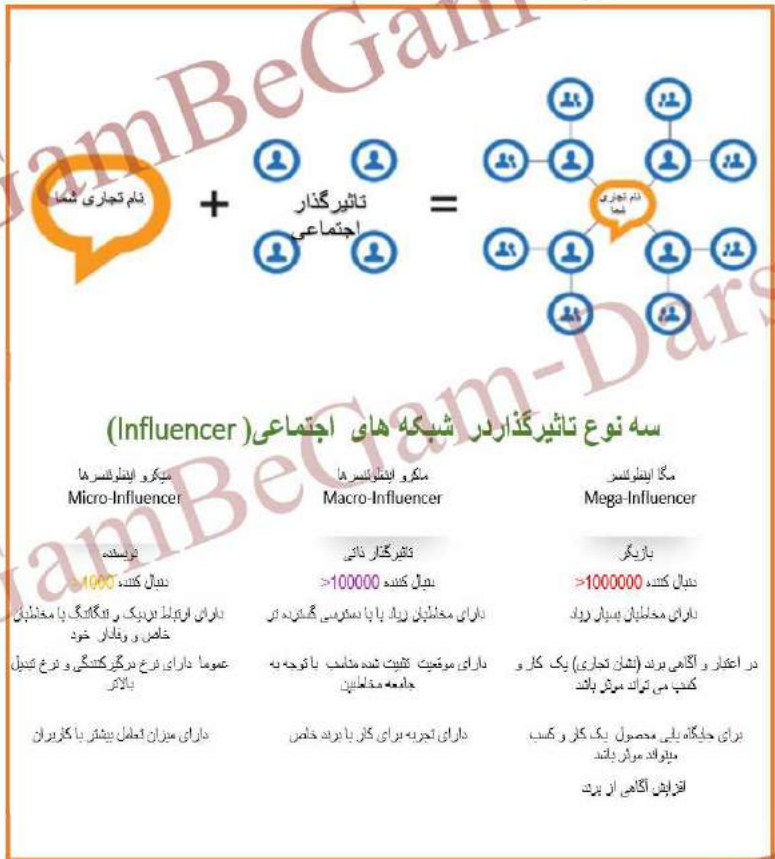 GamBeGam-
نام تجاری شما
+
تاثیرگذار
اجتماعی
=
نام تجاری
شما
GamBeGam-Dars
سه نوع تاثیرگذاردر شبکه های اجتماعی( Influencer)
مگا اینفلوئنسر
Mega-Influencer
بازیگر
دنبال کننده 1000000>
دارای مخاطبان بسیار زیاد
در اعتبار و آگاهی برند (نشان تجاری) یک کار و
کسب می تواند موثر باشد
برای جایگاه یابی محصول یک کار و کسب
میتواند موثر باشد
افزایش آگاهی از برند
ماکرو اینفلوئنسرها
Macro-Influencer
تاثیرگذار ذاتی
دنبال کننده 100000>
دارای مخاطبان زیاد یا با دسترسی گسترده تر
دارای موقعیت تثبیت شده مناسب با توجه به
جامعه مخاطبین
دارای تجربه برای کار با برند خاص
میکرو اینفلوئنسرها
Micro-Influencer
نویسنده
دنبال کننده 1000>
دارای ارتباط نزدیک و تنگاتنگ با مخاطبان
خاص و وفادار خود
عموما دارای نرخ درگیرکنندگی و نرخ تبدیل
بالاتر
دارای میزان تعامل بیشتر با کاربران